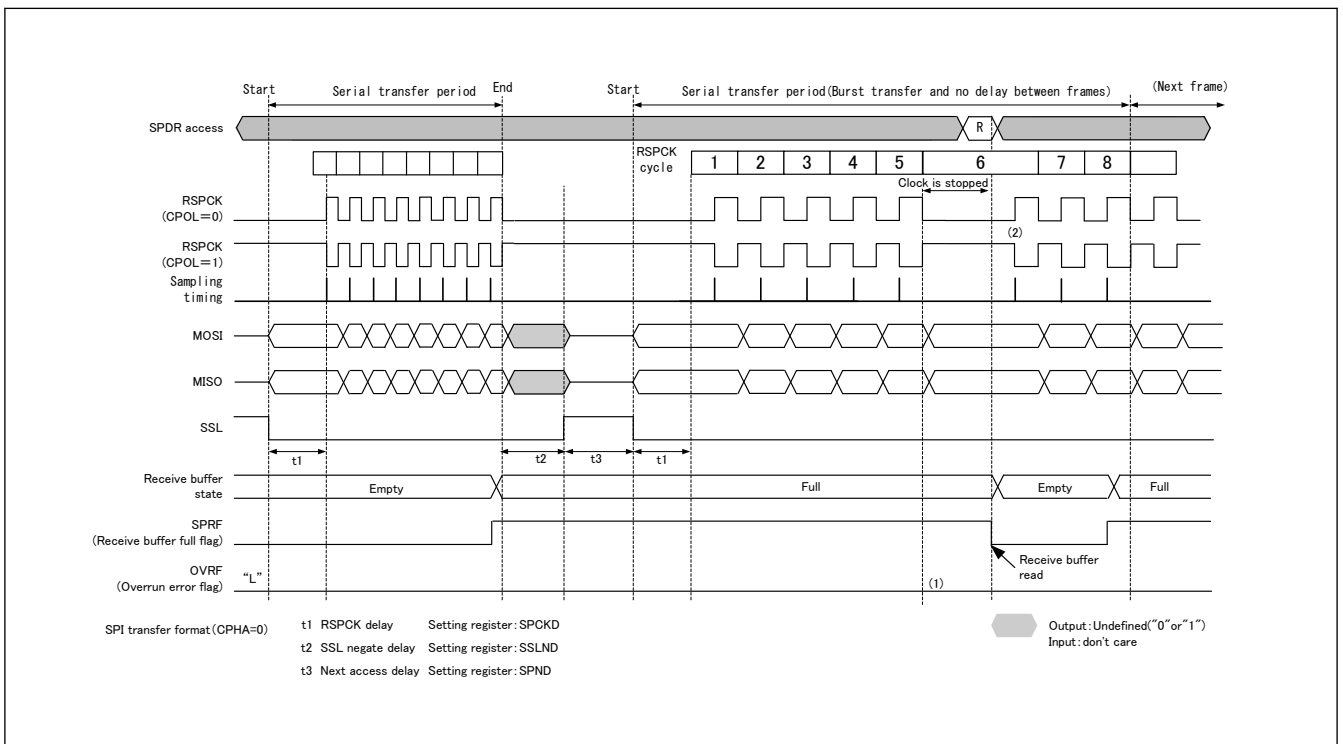 Start
Serial transfer period
End
Start
Serial transfer period(Burst transfer and no delay between frames)
(Next frame)
SPDR access
R
RSPCK
cycle
1 2 3 4 5 6 7 8
Clock is stopped
RSPCK
(CPOL=0)
(2)
RSPCK
(CPOL=1)
Sampling
timing
MOSI
MISO
SSL
t1
t2
t3
t1
Receive buffer
state
Empty
Full
Empty
Full
SPRF
(Receive buffer full flag)
Receive buffer
read
OVRF
(Overrun error flag)
"L"
(1)
SPI transfer format(CPHA=0)
t1 RSPCK delay Setting register:SPCKD
t2 SSL negate delay Setting register:SSLND
t3 Next access delay Setting register:SPND
Output:Undefined("0"or"1")
Input:don't care